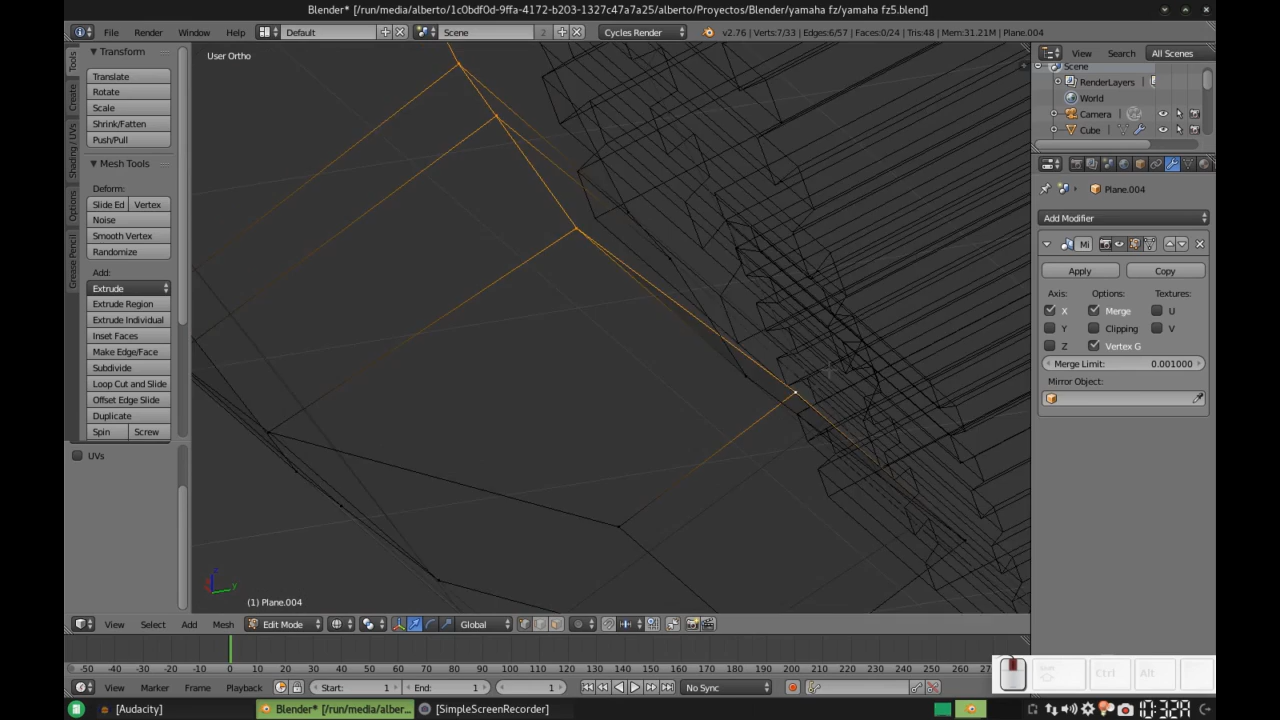 Blender* [/run/media/alberto/1c0bdf0d-9ffa-4172-b203-1327c47a7a25/alberto/Proyectos/Blender/yamaha fz/yamaha fz5.blend]
File Render Window Help Default Scene 2 Cycles Render v2.76 | Verts:7/33 | Edges:6/57 | Faces:0/24 | Tris:48 | Mem:31.21M | Plane.004
View Search All Scenes
Tools
Create
Shading / UVs
Options
Grease Pencil
Transform
Translate
Rotate
Scale
Shrink/Fatten
Push/Pull
Mesh Tools
Deform:
Slide Ed Vertex
Noise
Smooth Vertex
Randomize
Add:
Extrude
Extrude Region
Extrude Individual
Inset Faces
Make Edge/Face
Subdivide
Loop Cut and Slide
Offset Edge Slide
Duplicate
Spin Screw
UVs
User Ortho
(1) Plane.004
Scene
RenderLayers
World
Camera
Cube
Plane.004
Add Modifier
Mi
Apply Copy
Axis: Options: Textures:
X Merge U
Y Clipping V
Z Vertex G
Merge Limit: 0.001000
Mirror Object:
View Select Add Mesh Edit Mode Global
-50 -40 -30 -20 -10 0 10 20 30 40 50 60 70 80 90 100 110 120 130 140 150 160 170 180 190 200 210 220 230 240 250 260
View Marker Frame Playback Start: 1 End: 1 1 No Sync
Ctrl Alt
[Audacity] Blender* [/run/media/alber... [SimpleScreenRecorder]